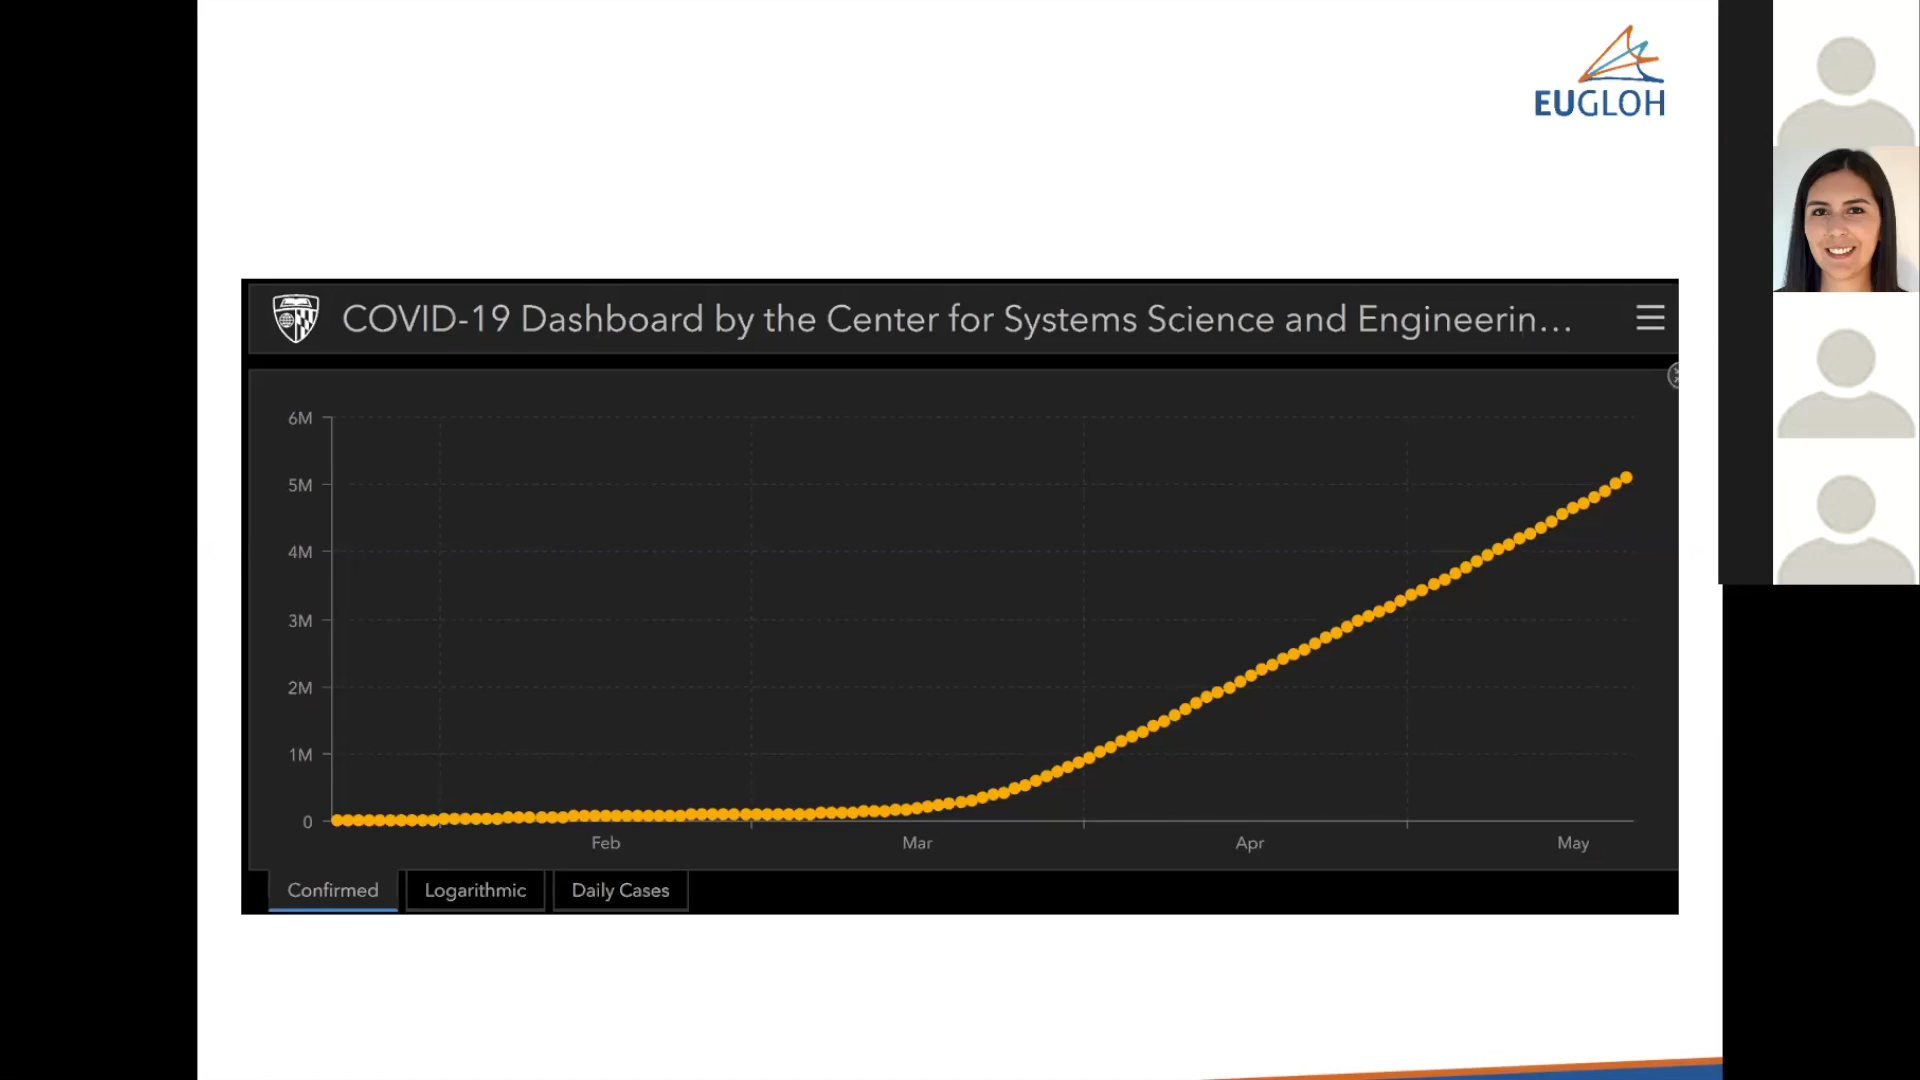 EUGLOH
COVID-19 Dashboard by the Center for Systems Science and Engineerin...
6M
5M
4M
3M
2M
1M
0
Feb Mar Apr May
Confirmed Logarithmic Daily Cases